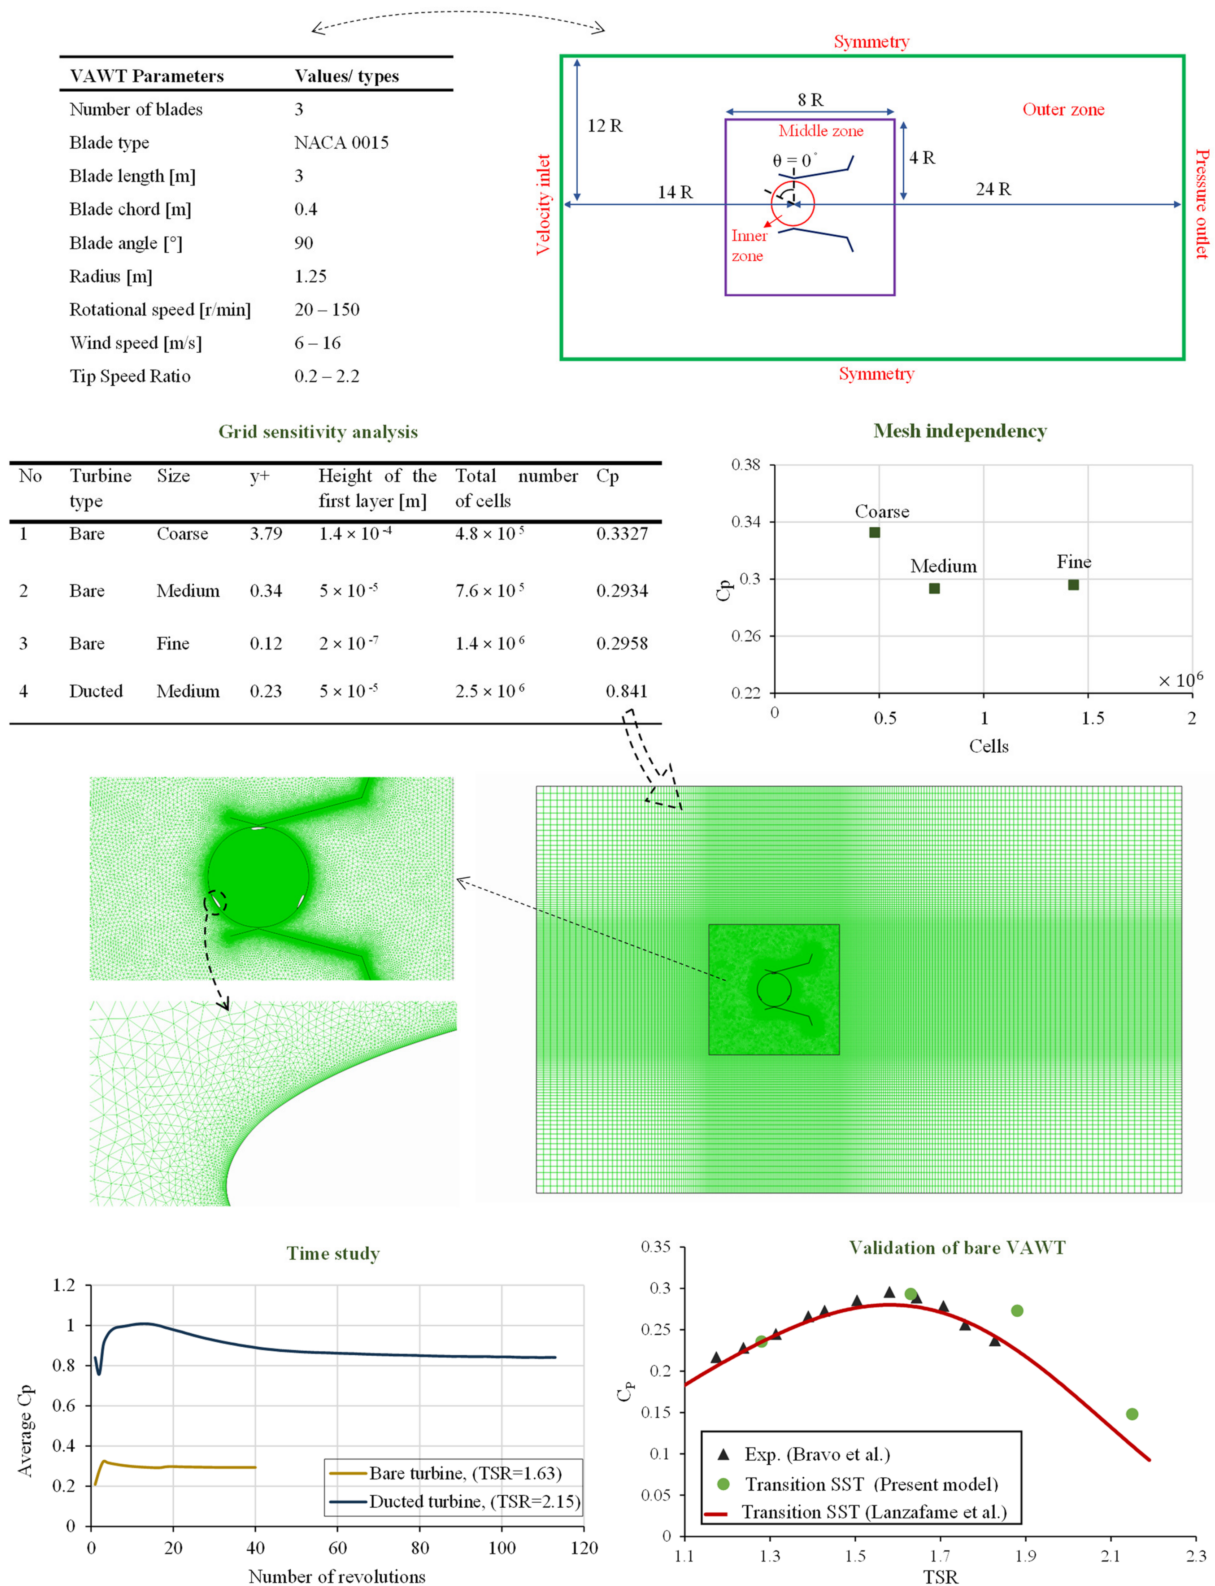 VAWT Parameters Values/ types
Number of blades 3
Blade type NACA 0015
Blade length [m] 3
Blade chord [m] 0.4
Blade angle [°] 90
Radius [m] 1.25
Rotational speed [r/min] 20 – 150
Wind speed [m/s] 6 – 16
Tip Speed Ratio 0.2 – 2.2
Symmetry
8 R
Outer zone
12 R
Middle zone
4 R
θ = 0°
14 R
24 R
Velocity inlet
Pressure outlet
Inner
zone
Symmetry
Grid sensitivity analysis
No Turbine Size y+ Height of the Total number Cp
type first layer [m] of cells
1 Bare Coarse 3.79 1.4 × 10⁻⁴ 4.8 × 10⁵ 0.3327
2 Bare Medium 0.34 5 × 10⁻⁵ 7.6 × 10⁵ 0.2934
3 Bare Fine 0.12 2 × 10⁻⁷ 1.4 × 10⁶ 0.2958
4 Ducted Medium 0.23 5 × 10⁻⁵ 2.5 × 10⁶ 0.841
Mesh independency
0.38
0.34
0.3
0.26
0.22
Cp
Coarse
Medium
Fine
× 10⁶
0 0.5 1 1.5 2
Cells
Time study
1.2
1
0.8
0.6
0.4
0.2
0
Average Cp
Bare turbine, (TSR=1.63)
Ducted turbine, (TSR=2.15)
0 20 40 60 80 100 120
Number of revolutions
Validation of bare VAWT
0.35
0.3
0.25
0.2
0.15
0.1
0.05
0
C_P
Exp. (Bravo et al.)
Transition SST (Present model)
Transition SST (Lanzafame et al.)
1.1 1.3 1.5 1.7 1.9 2.1 2.3
TSR